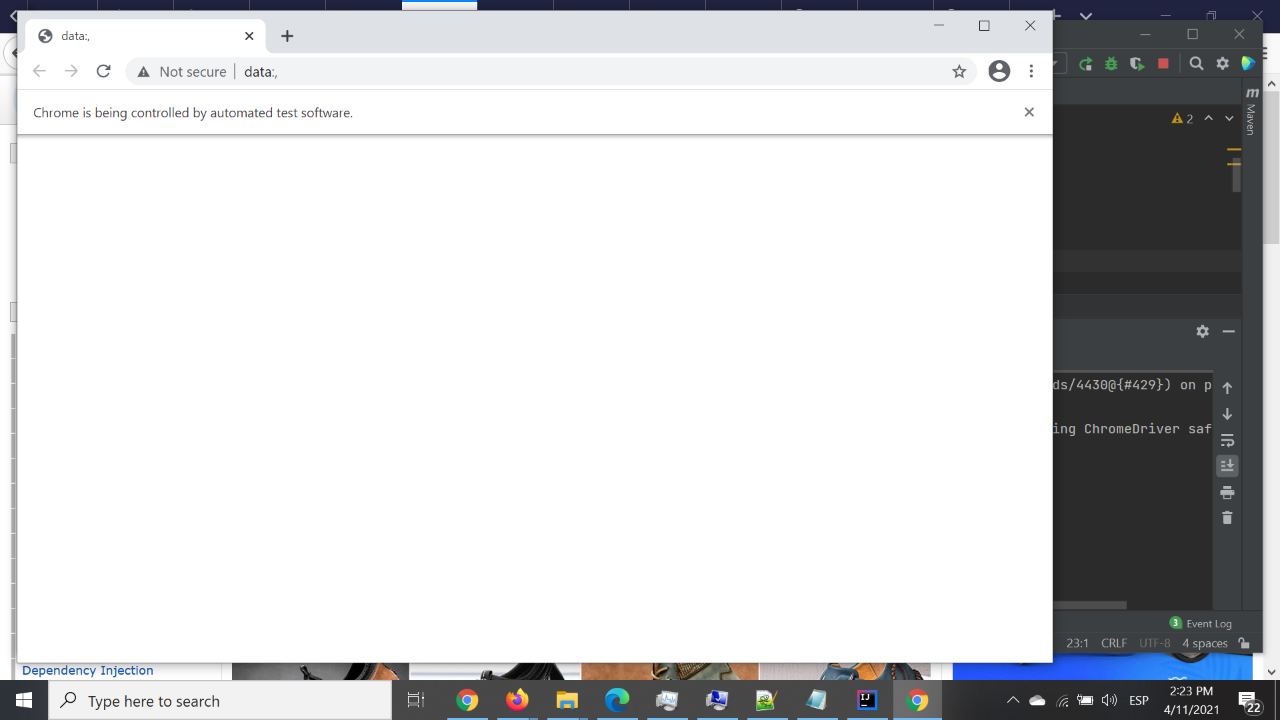 data:,
Not secure
data:,
Chrome is being controlled by automated test software.
2
Maven
ds/4430@{#429}) on p
ing ChromeDriver saf
3 Event Log
23:1 CRLF UTF-8 4 spaces
Dependency Injection
Type here to search
ESP
2:23 PM
4/11/2021
22